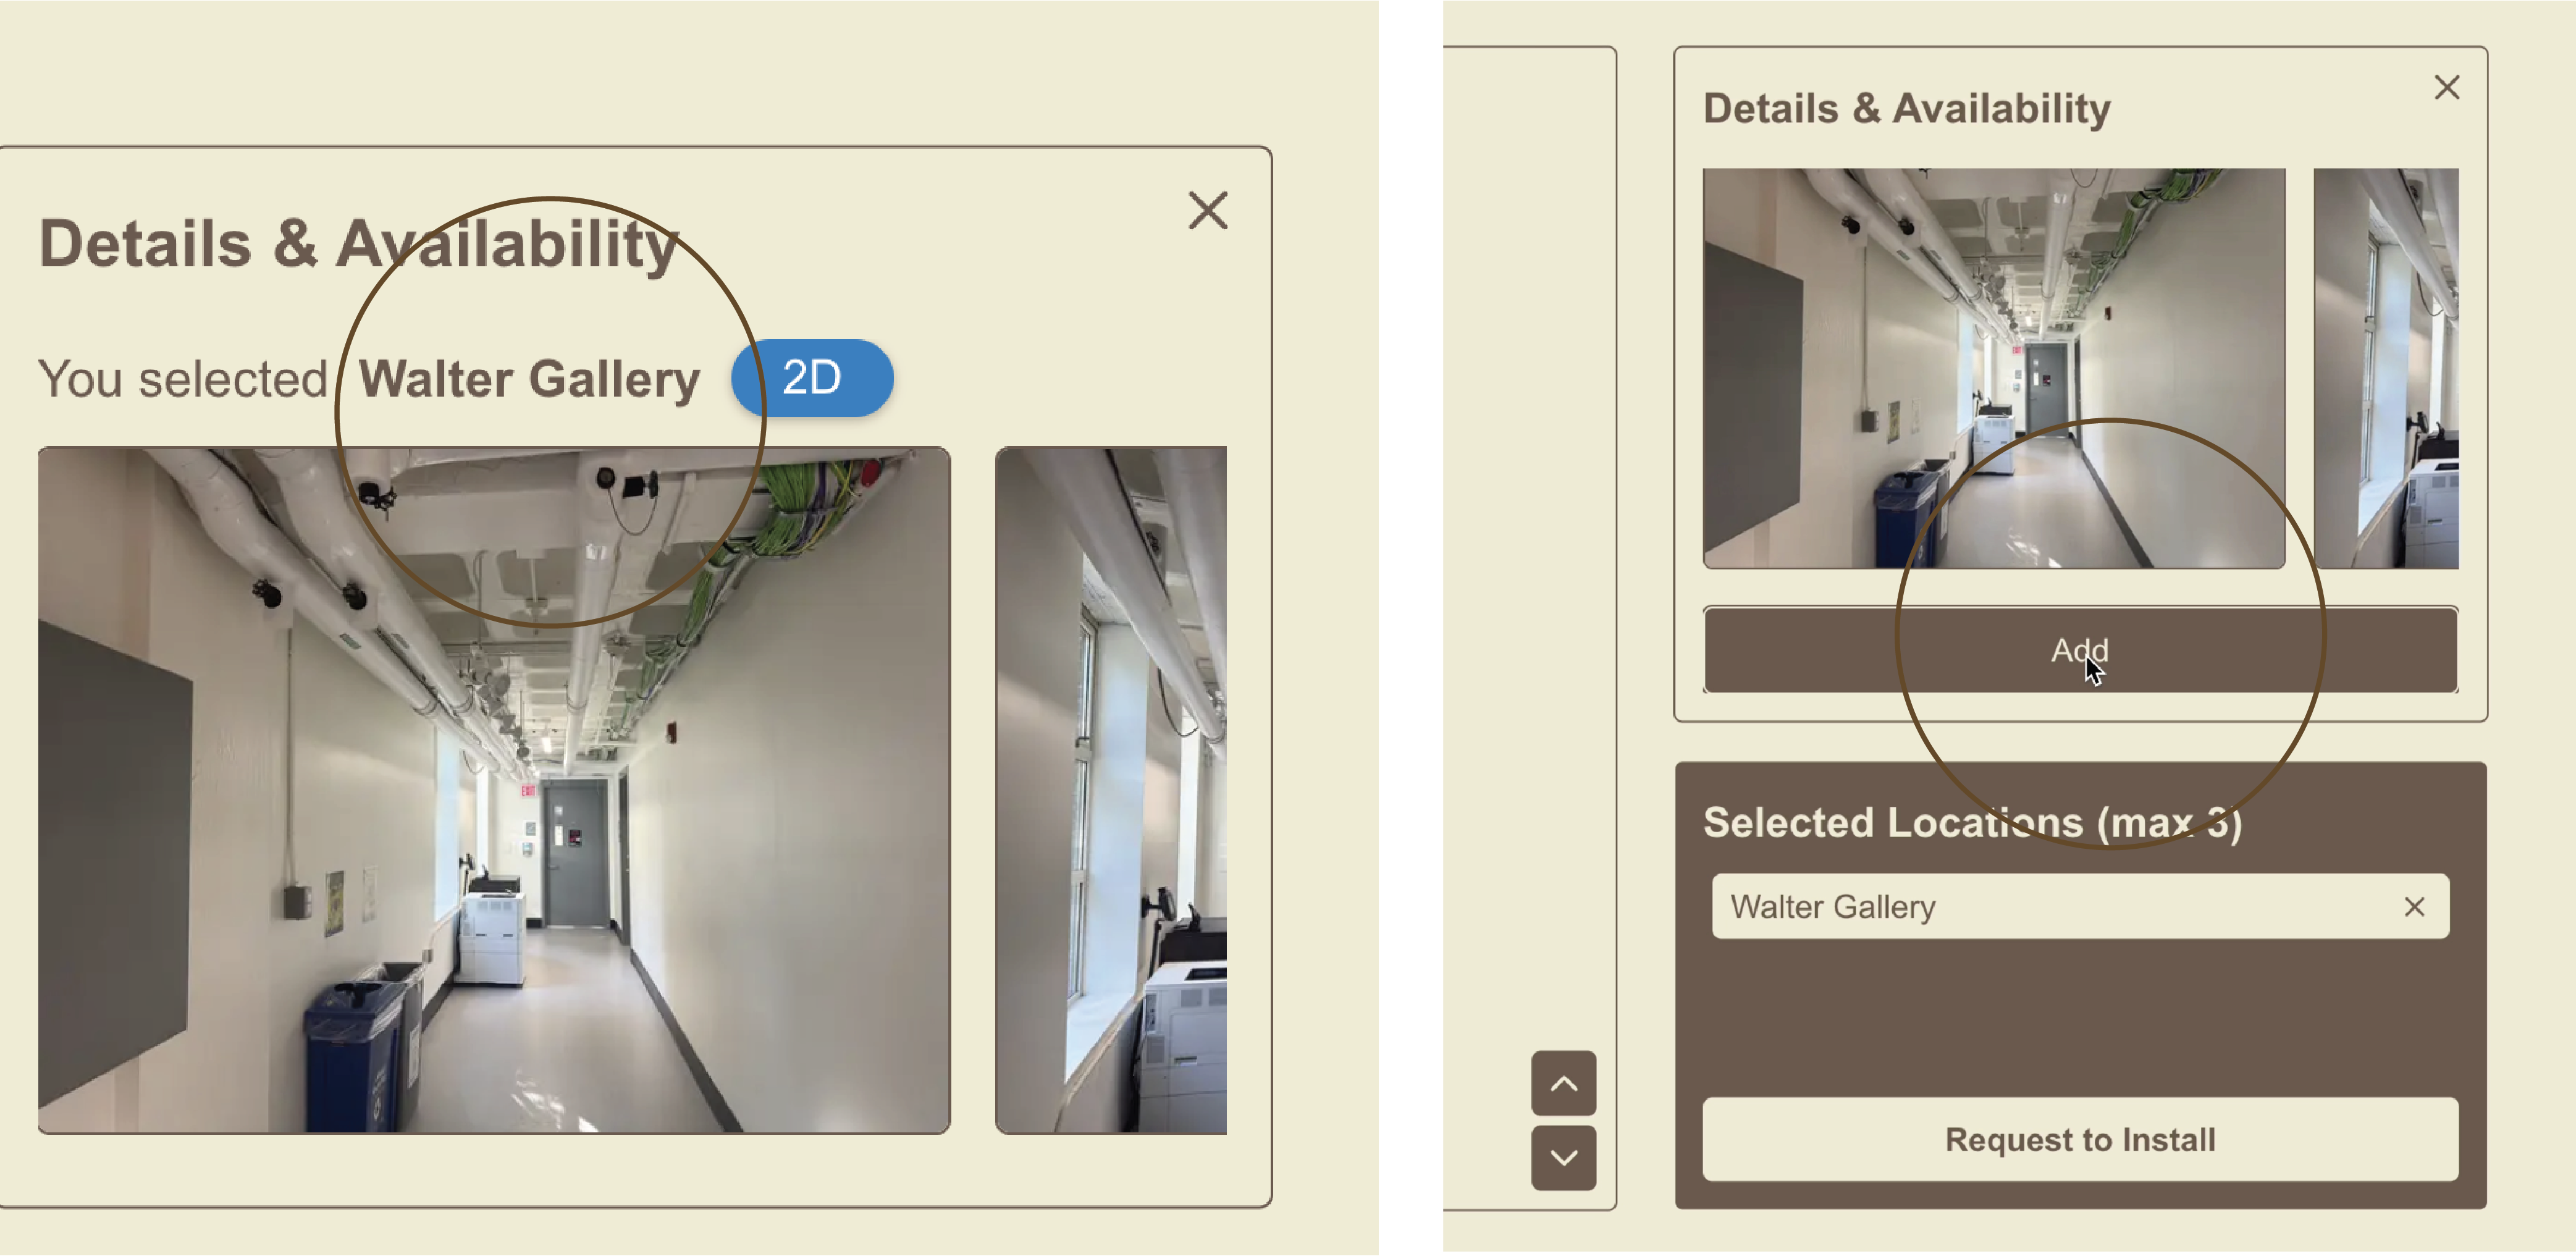 Details & Availability
You selected Walter Gallery 2D
EXIT
Details & Availability
Add
Selected Locations (max 3)
Walter Gallery
Request to Install